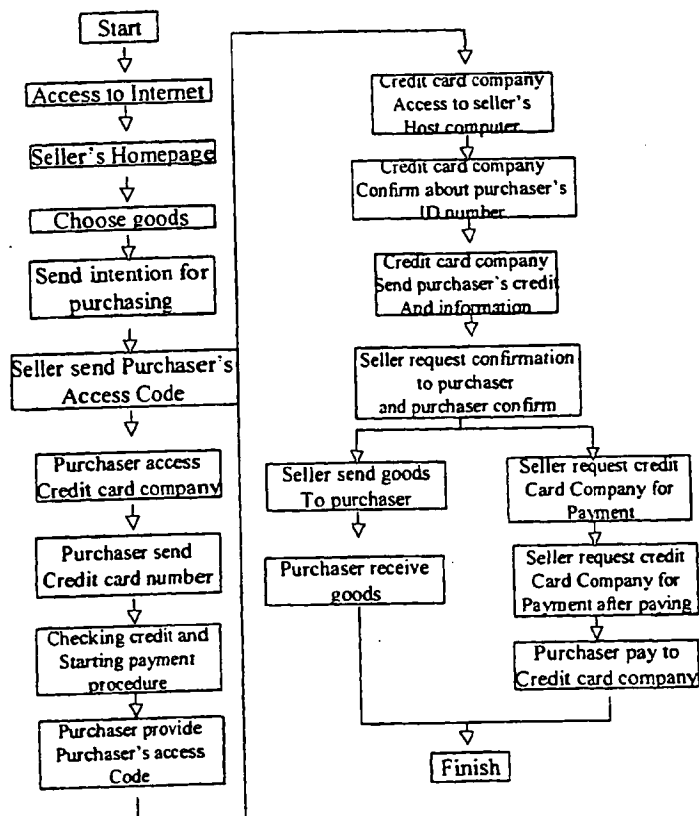 Start
Access to Internet
Seller's Homepage
Choose goods
Send intention for
purchasing
Seller send Purchaser's
Access Code
Purchaser access
Credit card company
Purchaser send
Credit card number
Checking credit and
Starting payment
procedure
Purchaser provide
Purchaser's access
Code
Credit card company
Access to seller's
Host computer
Credit card company
Confirm about purchaser's
ID number
Credit card company
Send purchaser's credit
And information
Seller request confirmation
to purchaser
and purchaser confirm
Seller send goods
To purchaser
Purchaser receive
goods
Seller request credit
Card Company for
Payment
Seller request credit
Card Company for
Payment after paying
Purchaser pay to
Credit card company
Finish